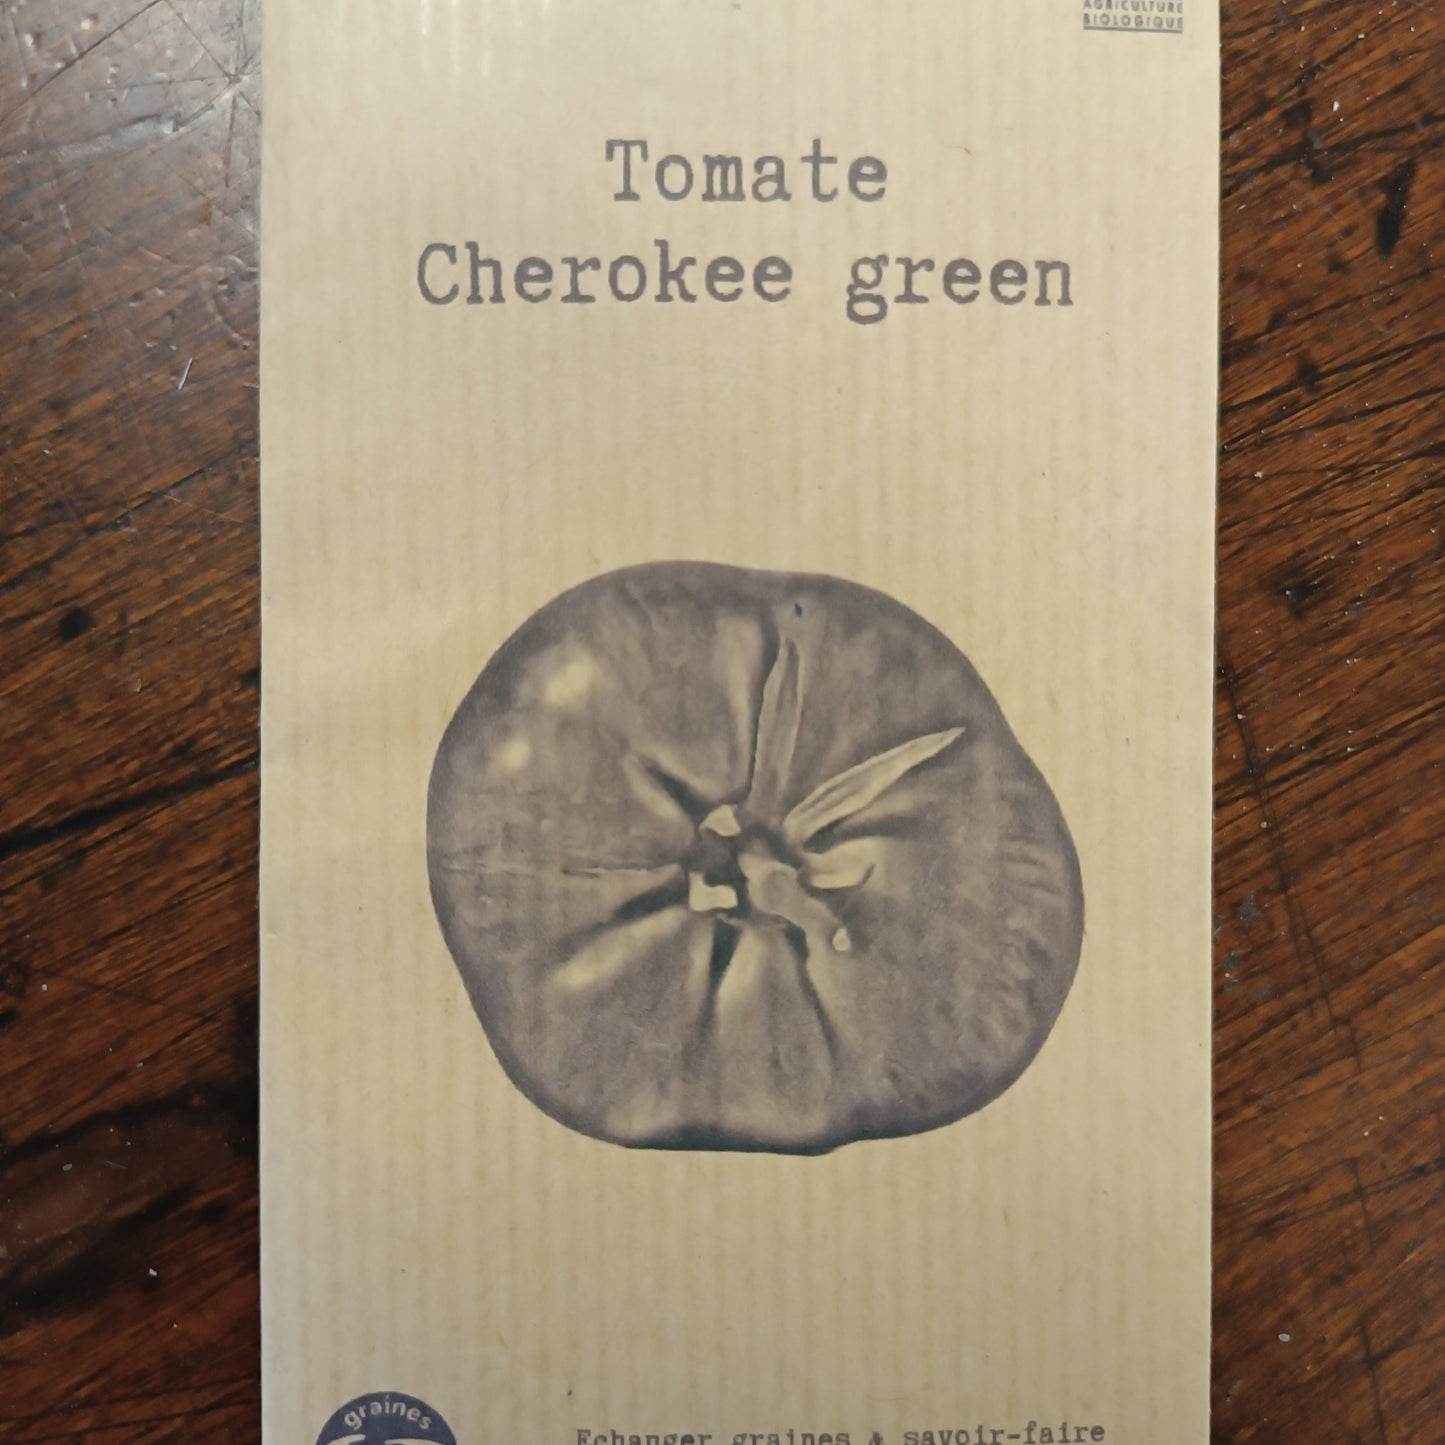 AGRICULTURE
BIOLOGIQUE
Tomate
Cherokee green
graines
Echanger graines & savoir-faire